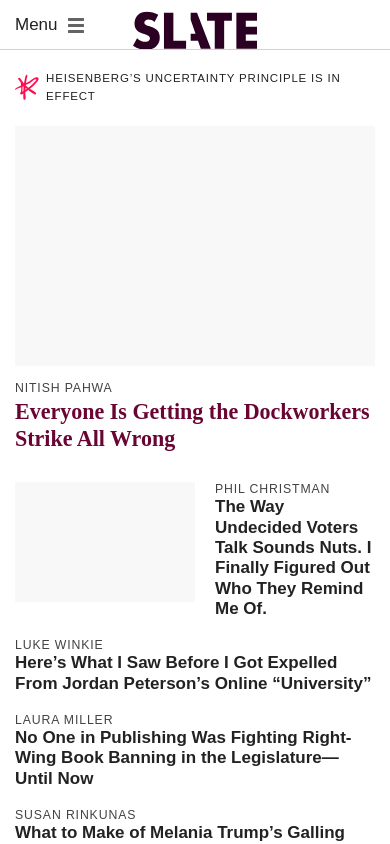 Menu
SLATE
HEISENBERG’S UNCERTAINTY PRINCIPLE IS IN
EFFECT
NITISH PAHWA
Everyone Is Getting the Dockworkers
Strike All Wrong
PHIL CHRISTMAN
The Way
Undecided Voters
Talk Sounds Nuts. I
Finally Figured Out
Who They Remind
Me Of.
LUKE WINKIE
Here’s What I Saw Before I Got Expelled
From Jordan Peterson’s Online “University”
LAURA MILLER
No One in Publishing Was Fighting Right-
Wing Book Banning in the Legislature—
Until Now
SUSAN RINKUNAS
What to Make of Melania Trump’s Galling